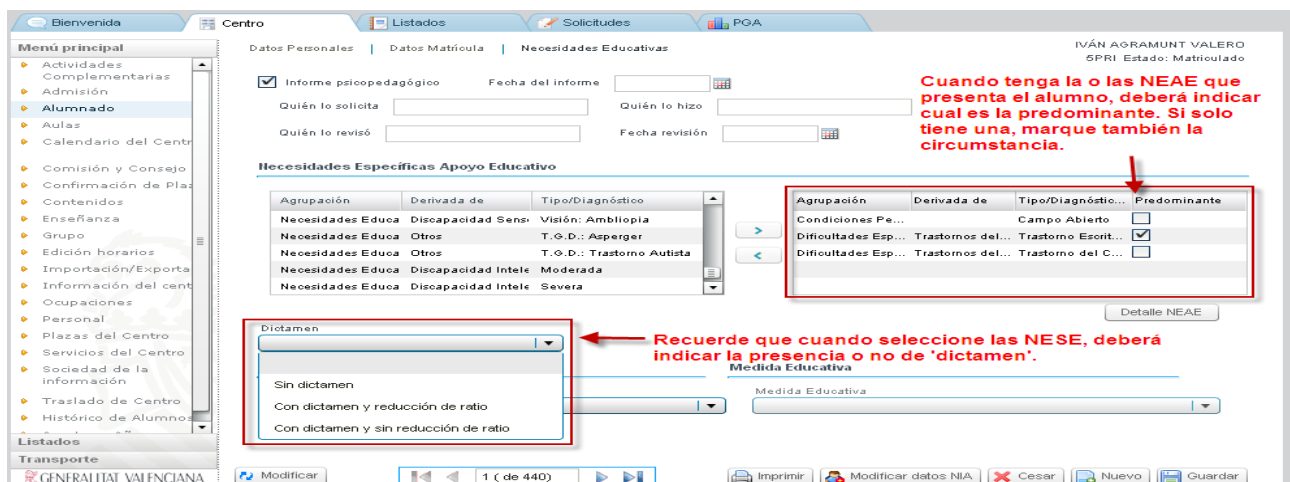 Bienvenida Centro Listados Solicitudes PGA
Menú principal
Actividades
Complementarias
Admisión
Alumnado
Aulas
Calendario del Centr
Comisión y Consejo
Confirmación de Pla
Contenidos
Enseñanza
Grupo
Edición horarios
Importación/Exporta
Información del cent
Ocupaciones
Personal
Plazas del Centro
Servicios del Centro
Sociedad de la
información
Traslado de Centro
Histórico de Alumnos
Listados
Transporte
GENERALITAT VALENCIANA
Datos Personales | Datos Matrícula | Necesidades Educativas
IVÁN AGRAMUNT VALERO
5PRI Estado: Matriculado
Informe psicopedagógico Fecha del informe
Quién lo solicita Quién lo hizo
Quién lo revisó Fecha revisión
Cuando tenga la o las NEAE que
presenta el alumno, deberá indicar
cual es la predominante. Si solo
tiene una, marque también la
circumstancia.
Necesidades Específicas Apoyo Educativo
Agrupación Derivada de Tipo/Diagnóstico
Necesidades Educa Discapacidad Sens Visión: Ambliopia
Necesidades Educa Otros T.G.D.: Asperger
Necesidades Educa Otros T.G.D.: Trastorno Autista
Necesidades Educa Discapacidad Intele Moderada
Necesidades Educa Discapacidad Intele Severa
> 
<
Agrupación Derivada de Tipo/Diagnóstic... Predominante
Condiciones Pe... Campo Abierto
Dificultades Esp... Trastornos del... Trastorno Escrit...
Dificultades Esp... Trastornos del... Trastorno del C...
Detalle NEAE
Dictamen
Sin dictamen
Con dictamen y reducción de ratio
Con dictamen y sin reducción de ratio
Recuerde que cuando seleccione las NESE, deberá
indicar la presencia o no de 'dictamen'.
Medida Educativa
Medida Educativa
Modificar 1 ( de 440) Imprimir Modificar datos NIA Cesar Nuevo Guardar